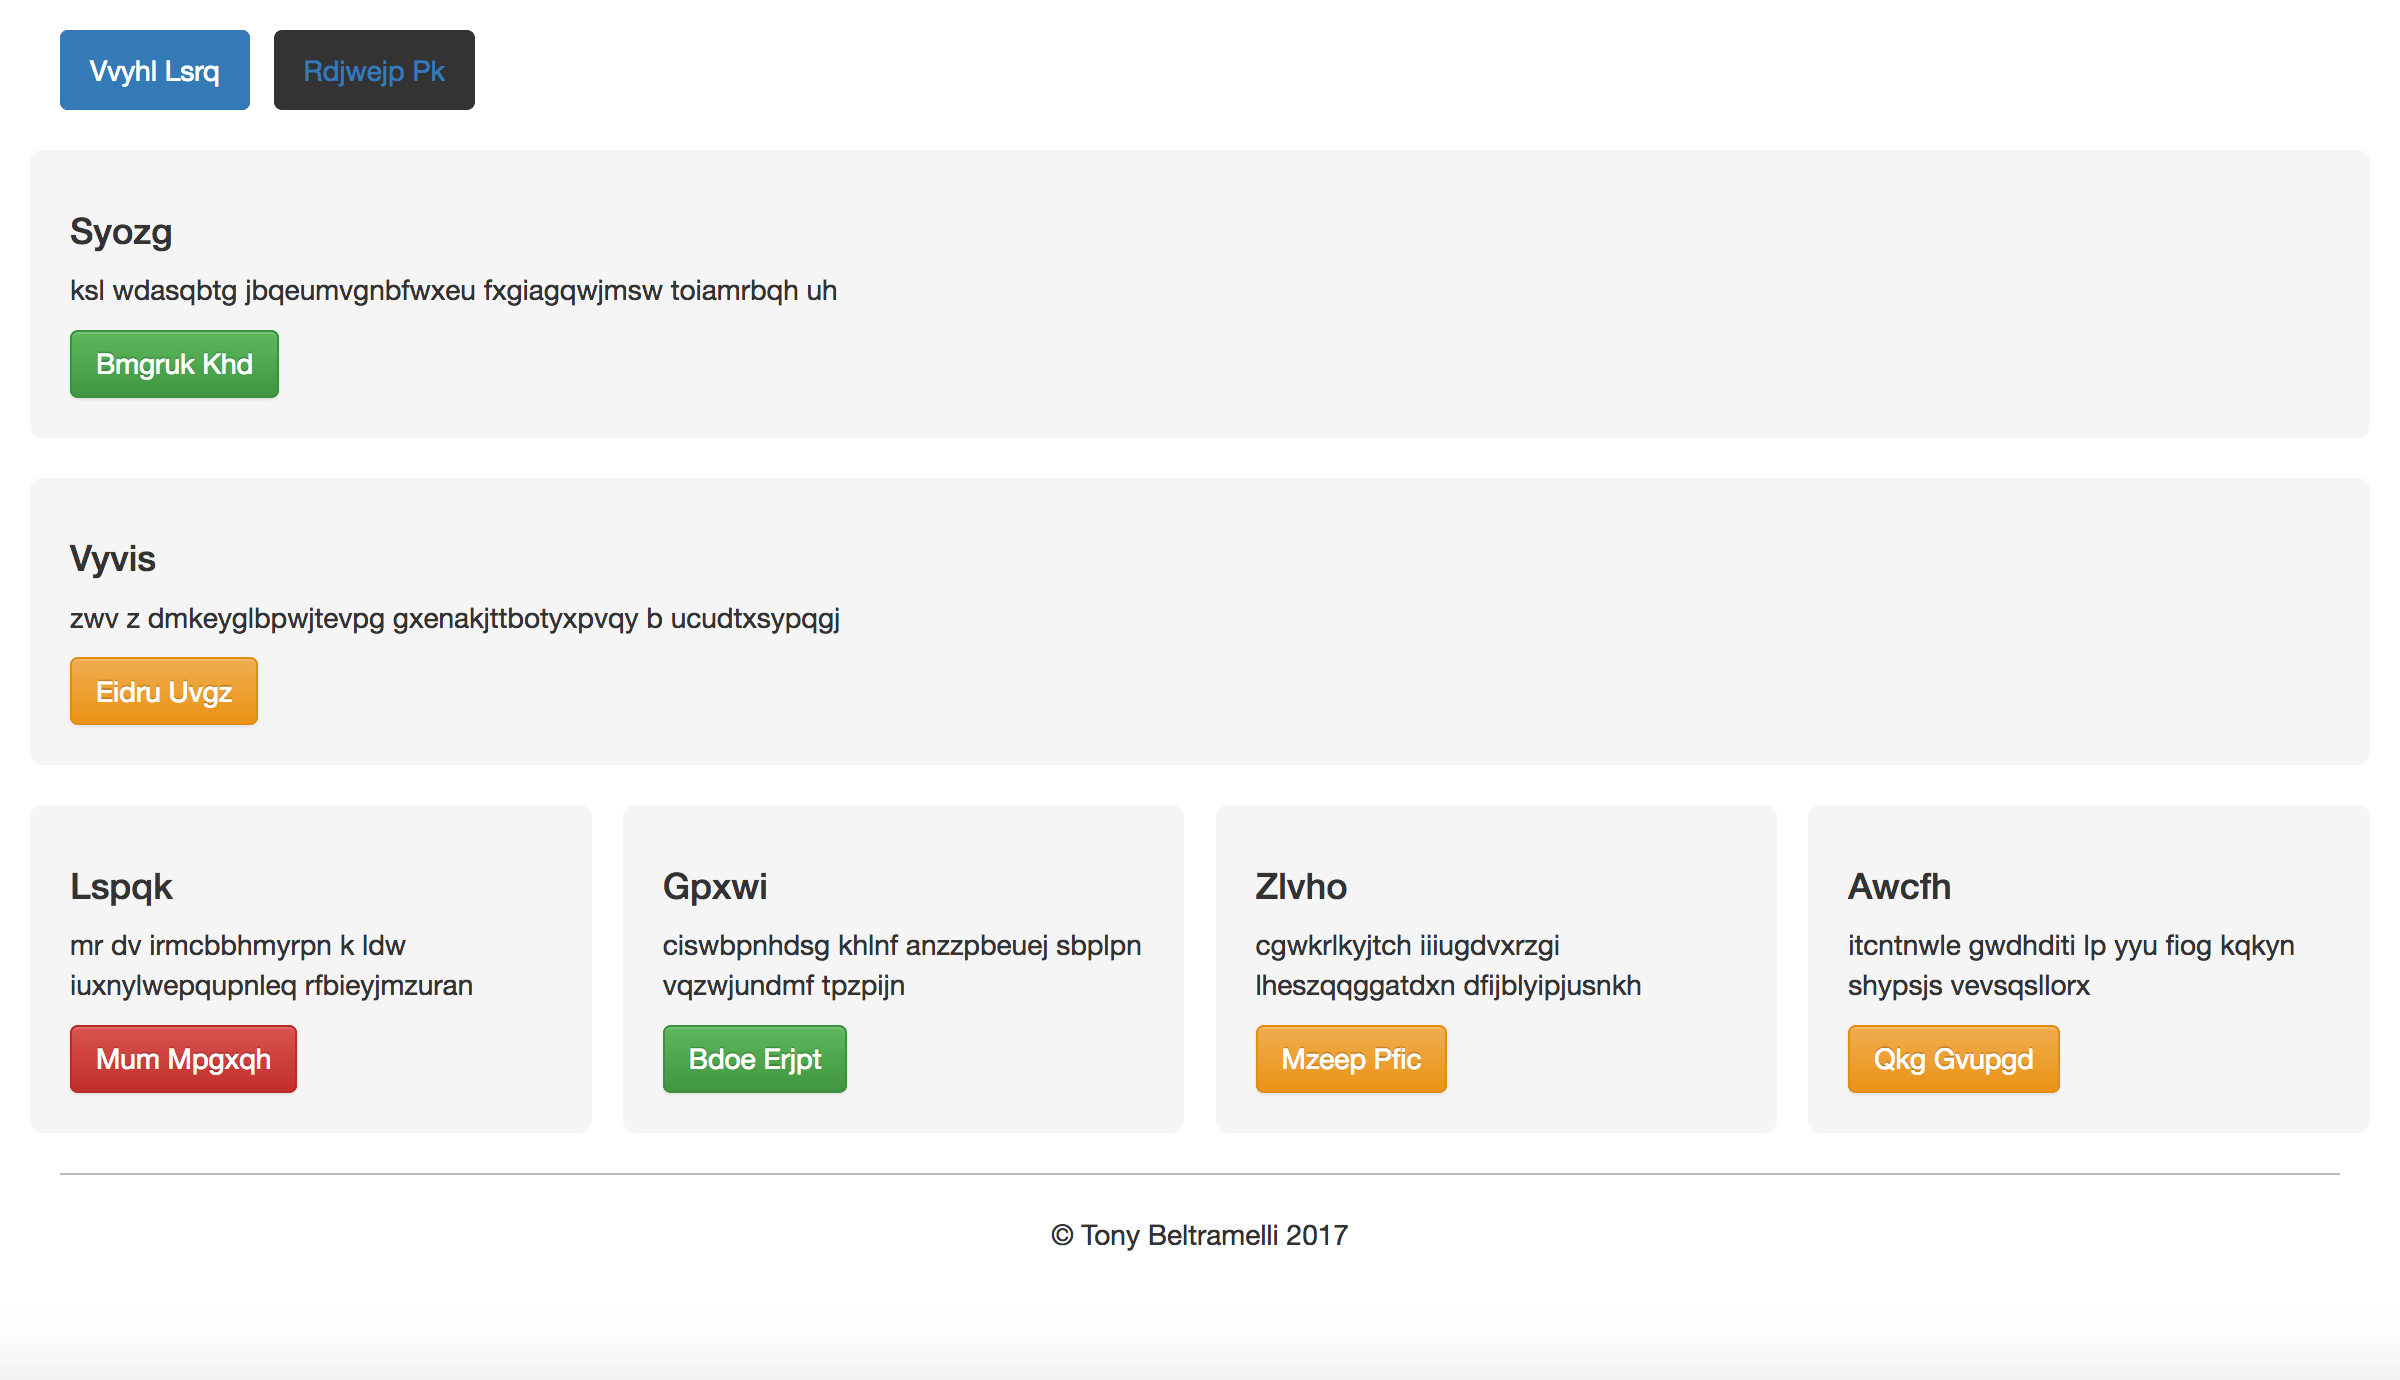 Vvyhl Lsrq
Rdjwejp Pk
Syozg
ksl wdasqbtg jbqeumvgnbfwxeu fxgiagqwjmsw toiamrbqh uh
Bmgruk Khd
Vyvis
zwv z dmkeyglbpwjtevpg gxenakjttbotyxpvqy b ucudtxsypqgj
Eidru Uvgz
Lspqk
mr dv irmcbbhmyrpn k ldw
iuxnylwepqupnleq rfbieyjmzuran
Mum Mpgxqh
Gpxwi
ciswbpnhdsg khlnf anzzpbeuej sbplpn
vqzwjundmf tpzpijn
Bdoe Erjpt
Zlvho
cgwkrlkyjtch iiiugdvxrzgi
lheszqqggatdxn dfijblyipjusnkh
Mzeep Pfic
Awcfh
itcntnwle gwdhditi lp yyu fiog kqkyn
shypsjs vevsqsllorx
Qkg Gvupgd
© Tony Beltramelli 2017